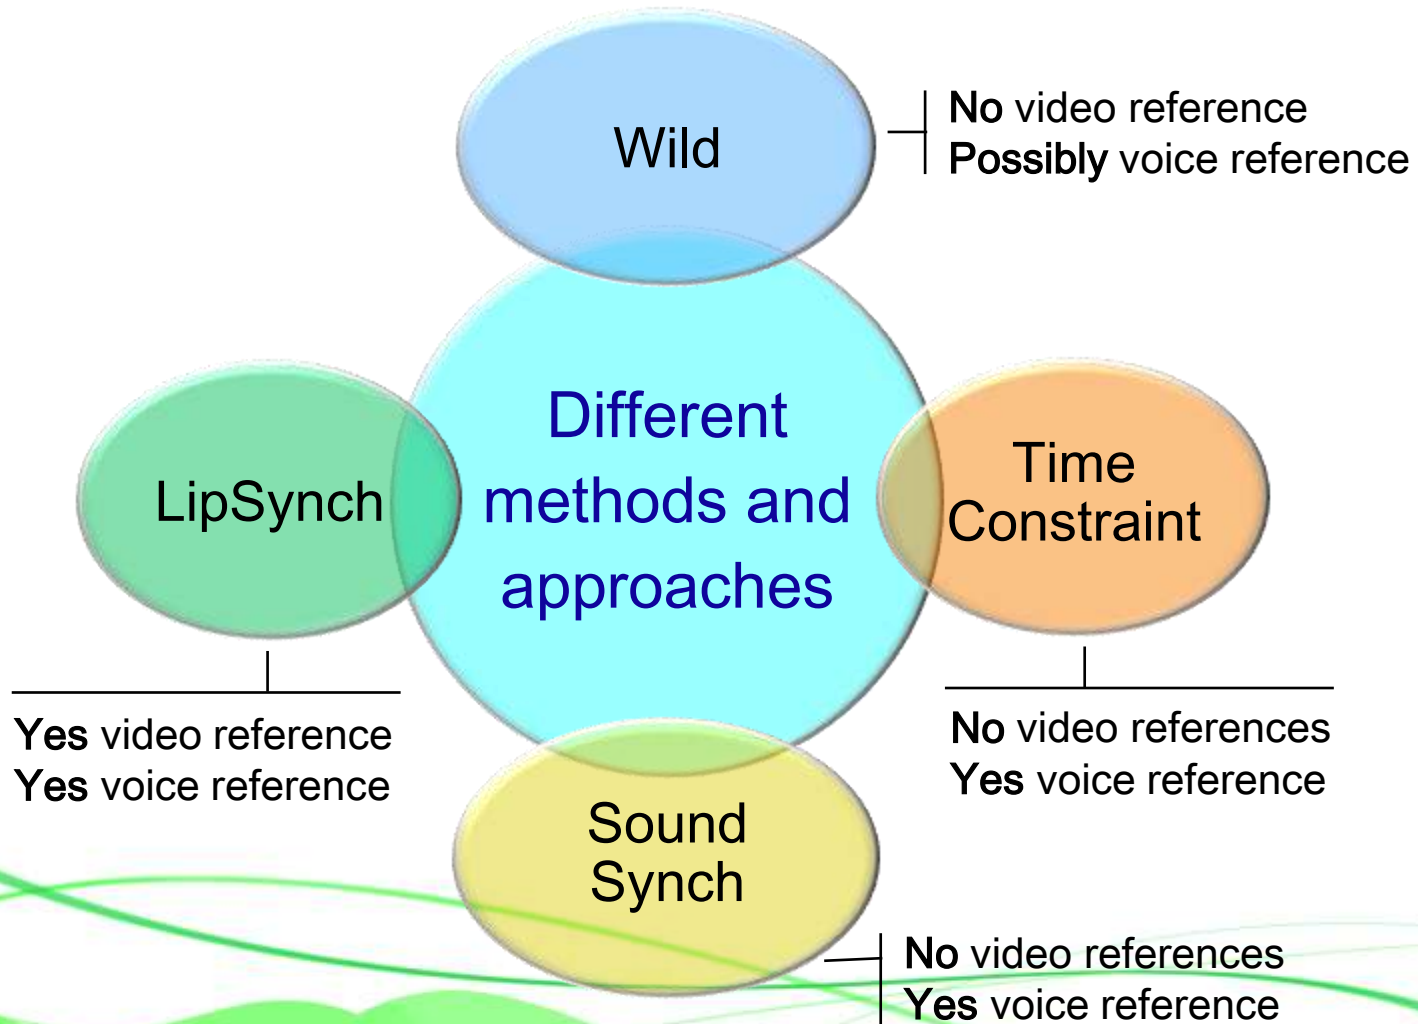 Wild
No video reference
Possibly voice reference
Different
methods and
approaches
LipSynch
Time
Constraint
Yes video reference
Yes voice reference
No video references
Yes voice reference
Sound
Synch
No video references
Yes voice reference